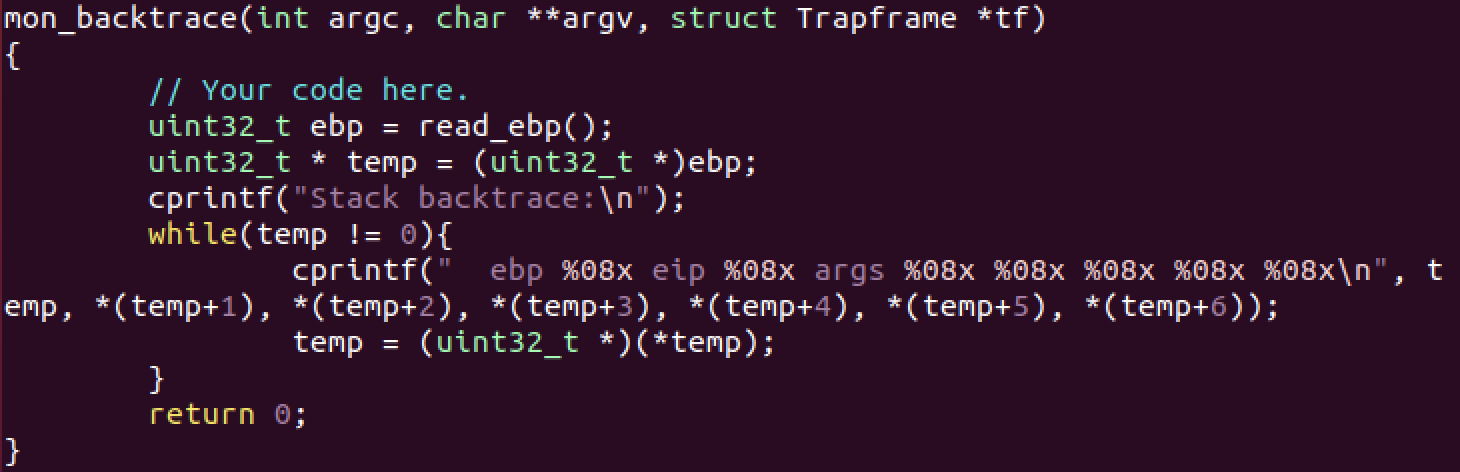 mon_backtrace(int argc, char **argv, struct Trapframe *tf)
{
        // Your code here.
        uint32_t ebp = read_ebp();
        uint32_t * temp = (uint32_t *)ebp;
        cprintf("Stack backtrace:\n");
        while(temp != 0){
                cprintf("  ebp %08x eip %08x args %08x %08x %08x %08x %08x\n", t
emp, *(temp+1), *(temp+2), *(temp+3), *(temp+4), *(temp+5), *(temp+6));
                temp = (uint32_t *)(*temp);
        }
        return 0;
}